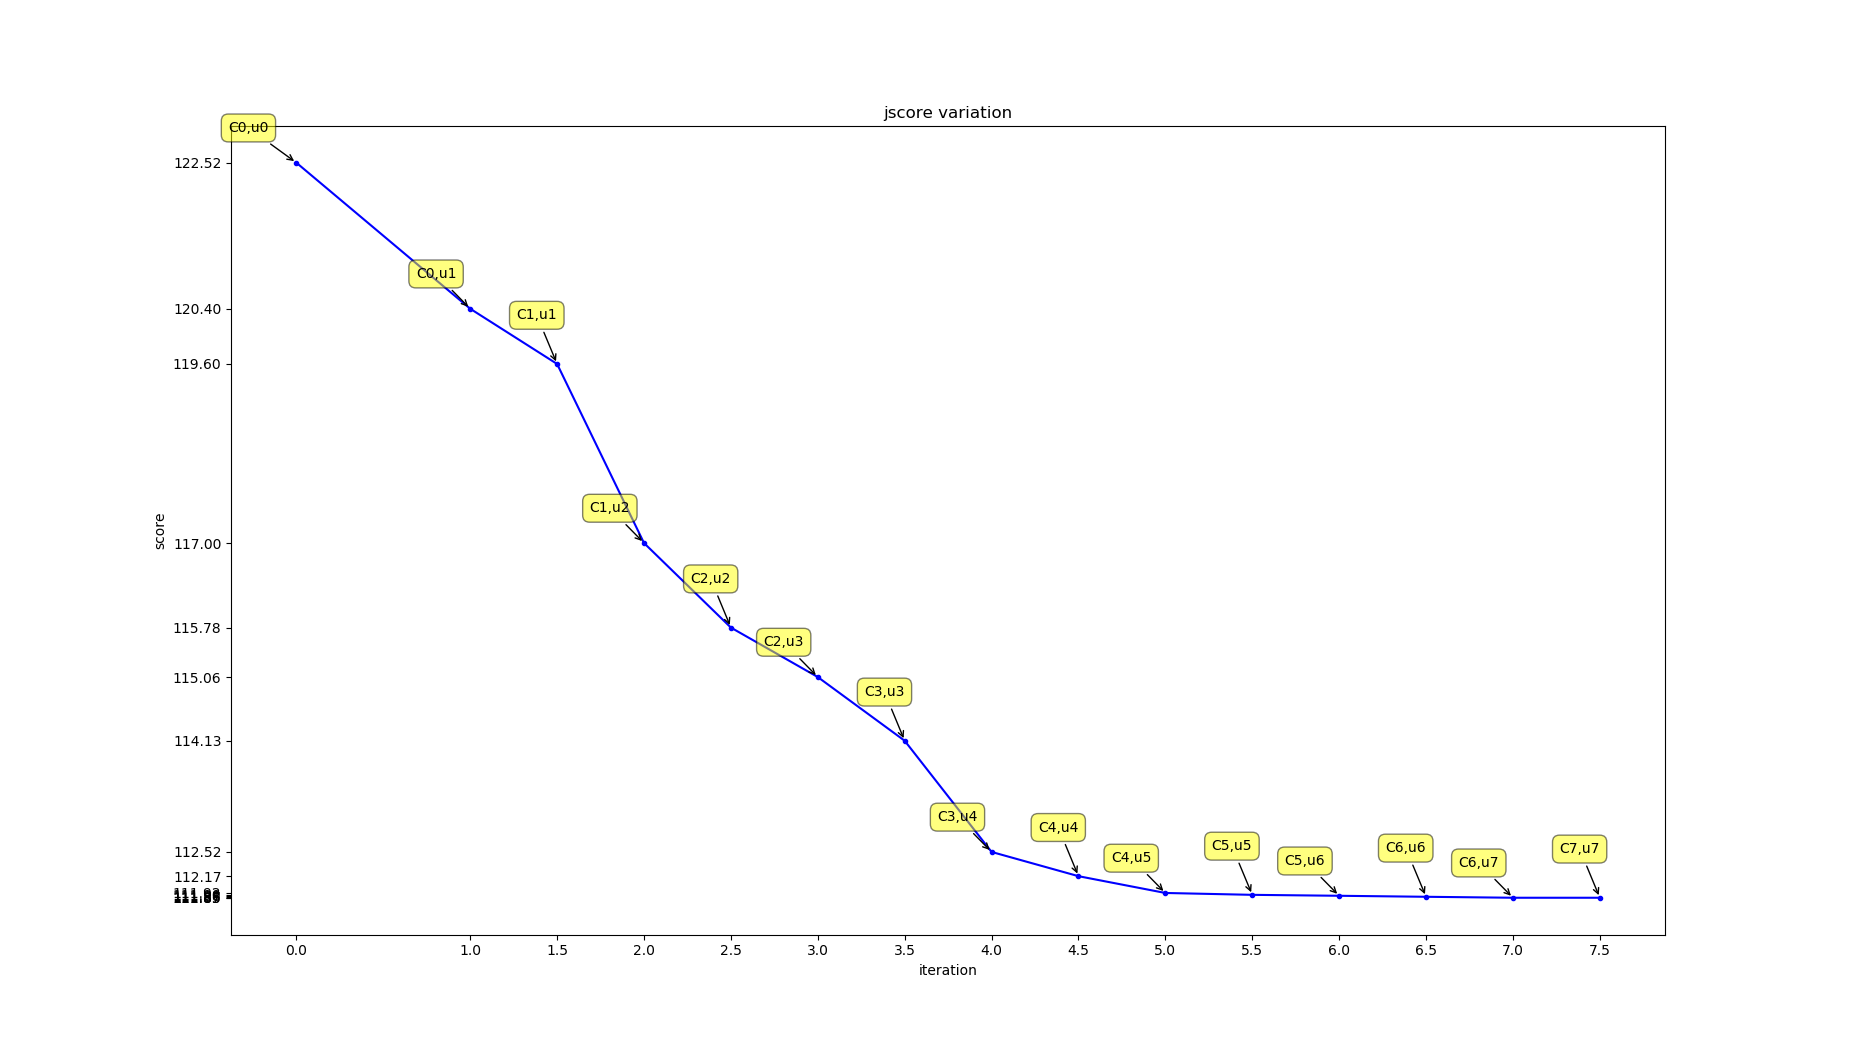 jscore variation
C0,u0
122.52
C0,u1
120.40
C1,u1
119.60
C1,u2
117.00
score
C2,u2
115.78
C2,u3
115.06
C3,u3
114.13
C3,u4
C4,u4
C4,u5
C5,u5
C5,u6
C6,u6
C6,u7
C7,u7
112.52
112.17
0.0 1.0 1.5 2.0 2.5 3.0 3.5 4.0 4.5 5.0 5.5 6.0 6.5 7.0 7.5
iteration